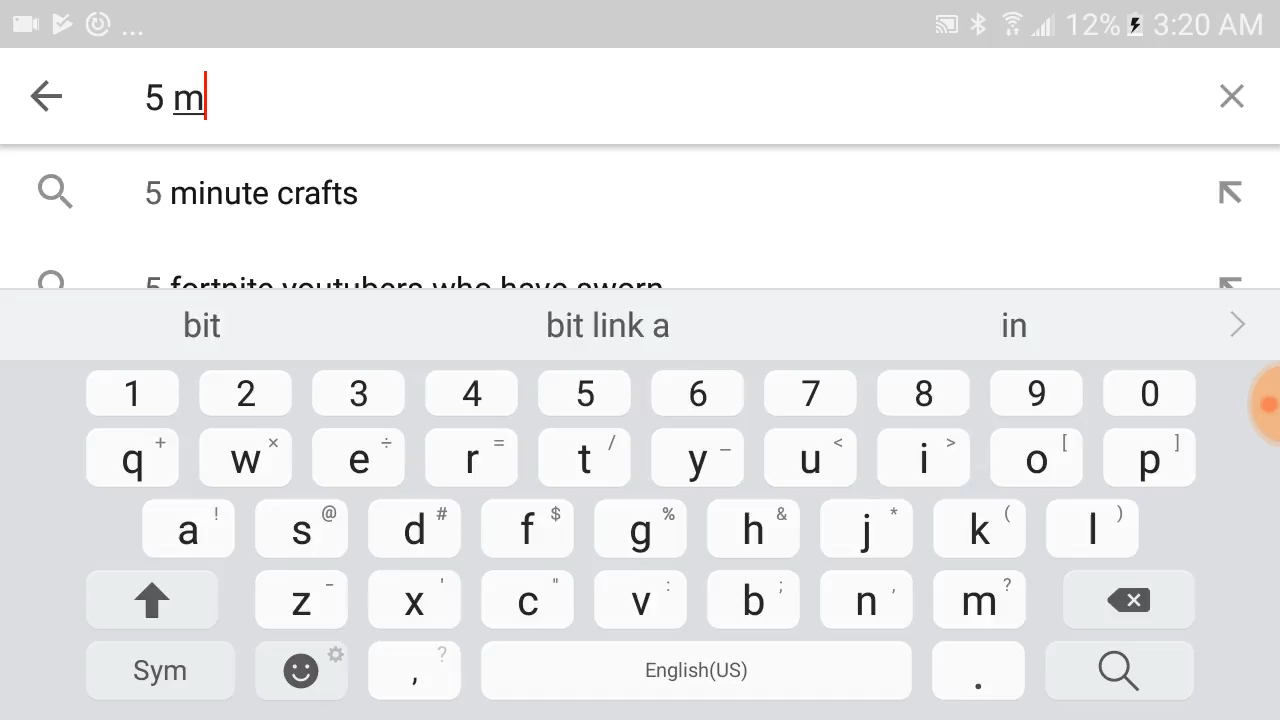 ... 12% 3:20 AM
5 m
5 minute crafts
5 fortnite youtubers who have sworn
bit bit link a in
1 2 3 4 5 6 7 8 9 0
q + w × e ÷ r = t / y _ u < i > o [ p ]
a ! s @ d # f $ g % h & j * k ( l )
z - x ' c " v : b ; n , m ?
Sym , ? English(US) .